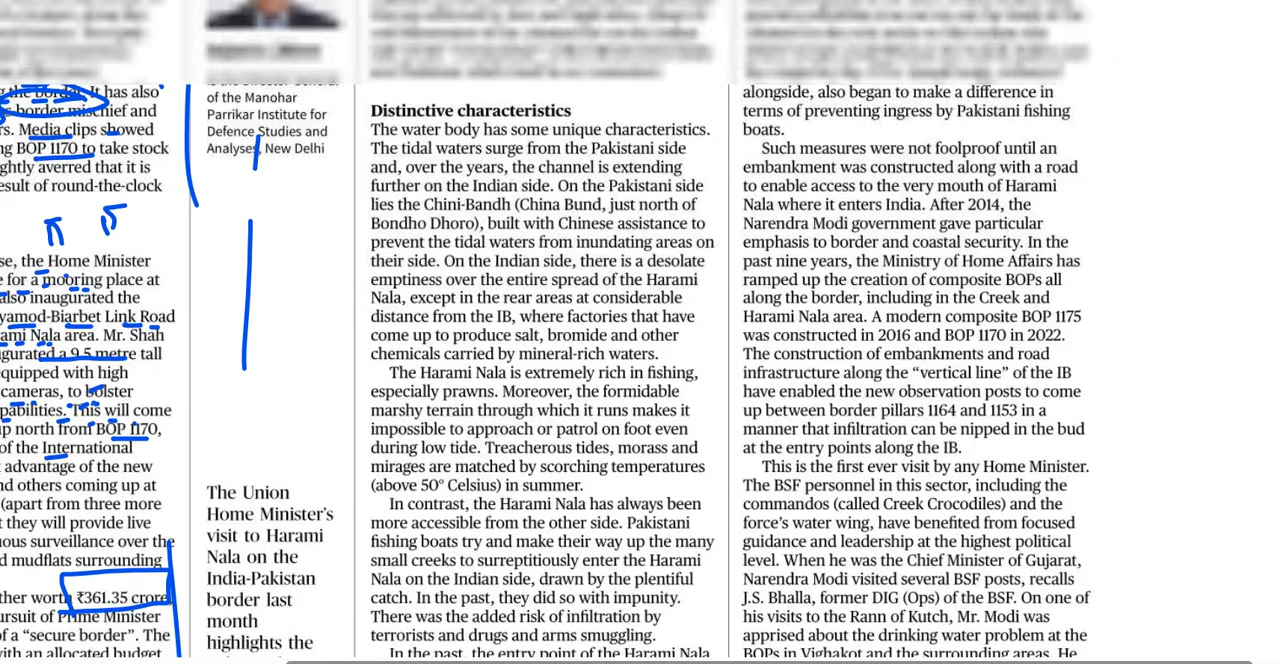 the border. It has also
border mischief and
rs. Media clips showed
ng BOP 1170 to take stock
ghtly averred that it is
esult of round-the-clock
se, the Home Minister
e for a mooring place at
also inaugurated the
yamod-Biarbet Link Road
ami Nala area. Mr. Shah
gurated a 9.5 metre tall
quipped with high
cameras, to bolster
pabilities. This will come
up north from BOP 1170,
of the International
t advantage of the new
nd others coming up at
(apart from three more
t they will provide live
uous surveillance over the
d mudflats surrounding
ther worth ₹361.35 crore
ursuit of Prime Minister
of a “secure border”. The
with an allocated budget
of the Manohar
Parrikar Institute for
Defence Studies and
Analyses, New Delhi
The Union
Home Minister’s
visit to Harami
Nala on the
India-Pakistan
border last
month
highlights the
Distinctive characteristics
The water body has some unique characteristics.
The tidal waters surge from the Pakistani side
and, over the years, the channel is extending
further on the Indian side. On the Pakistani side
lies the Chini-Bandh (China Bund, just north of
Bondho Dhoro), built with Chinese assistance to
prevent the tidal waters from inundating areas on
their side. On the Indian side, there is a desolate
emptiness over the entire spread of the Harami
Nala, except in the rear areas at considerable
distance from the IB, where factories that have
come up to produce salt, bromide and other
chemicals carried by mineral-rich waters.
The Harami Nala is extremely rich in fishing,
especially prawns. Moreover, the formidable
marshy terrain through which it runs makes it
impossible to approach or patrol on foot even
during low tide. Treacherous tides, morass and
mirages are matched by scorching temperatures
(above 50° Celsius) in summer.
In contrast, the Harami Nala has always been
more accessible from the other side. Pakistani
fishing boats try and make their way up the many
small creeks to surreptitiously enter the Harami
Nala on the Indian side, drawn by the plentiful
catch. In the past, they did so with impunity.
There was the added risk of infiltration by
terrorists and drugs and arms smuggling.
In the past, the entry point of the Harami Nala
alongside, also began to make a difference in
terms of preventing ingress by Pakistani fishing
boats.
Such measures were not foolproof until an
embankment was constructed along with a road
to enable access to the very mouth of Harami
Nala where it enters India. After 2014, the
Narendra Modi government gave particular
emphasis to border and coastal security. In the
past nine years, the Ministry of Home Affairs has
ramped up the creation of composite BOPs all
along the border, including in the Creek and
Harami Nala area. A modern composite BOP 1175
was constructed in 2016 and BOP 1170 in 2022.
The construction of embankments and road
infrastructure along the “vertical line” of the IB
have enabled the new observation posts to come
up between border pillars 1164 and 1153 in a
manner that infiltration can be nipped in the bud
at the entry points along the IB.
This is the first ever visit by any Home Minister.
The BSF personnel in this sector, including the
commandos (called Creek Crocodiles) and the
force’s water wing, have benefited from focused
guidance and leadership at the highest political
level. When he was the Chief Minister of Gujarat,
Narendra Modi visited several BSF posts, recalls
J.S. Bhalla, former DIG (Ops) of the BSF. On one of
his visits to the Rann of Kutch, Mr. Modi was
apprised about the drinking water problem at the
BOPs in Vighakot and the surrounding areas. He